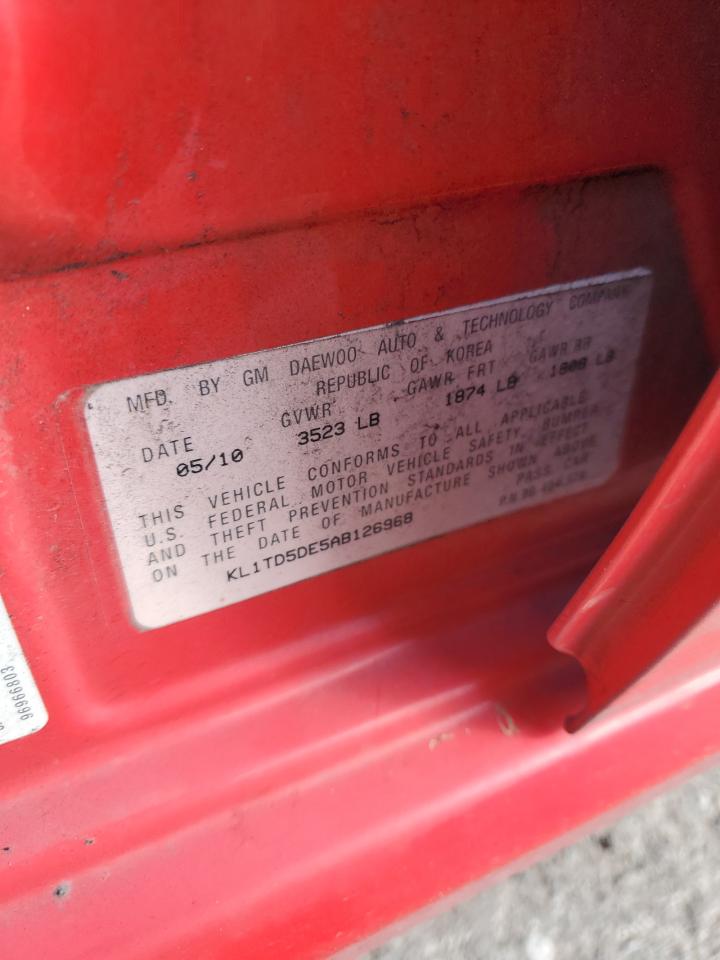 MFD. BY GM DAEWOO AUTO & TECHNOLOGY COMPANY
REPUBLIC OF KOREA
DATE GVWR GAWR FRT GAWR RR
05/10 3523 LB 1874 LB 1808 LB
THIS VEHICLE CONFORMS TO ALL APPLICABLE
U.S. FEDERAL MOTOR VEHICLE SAFETY, BUMPER
AND THEFT PREVENTION STANDARDS IN EFFECT
ON THE DATE OF MANUFACTURE SHOWN ABOVE.
KL1TD5DE5AB126968 PASS CAR
P.N.
96966803